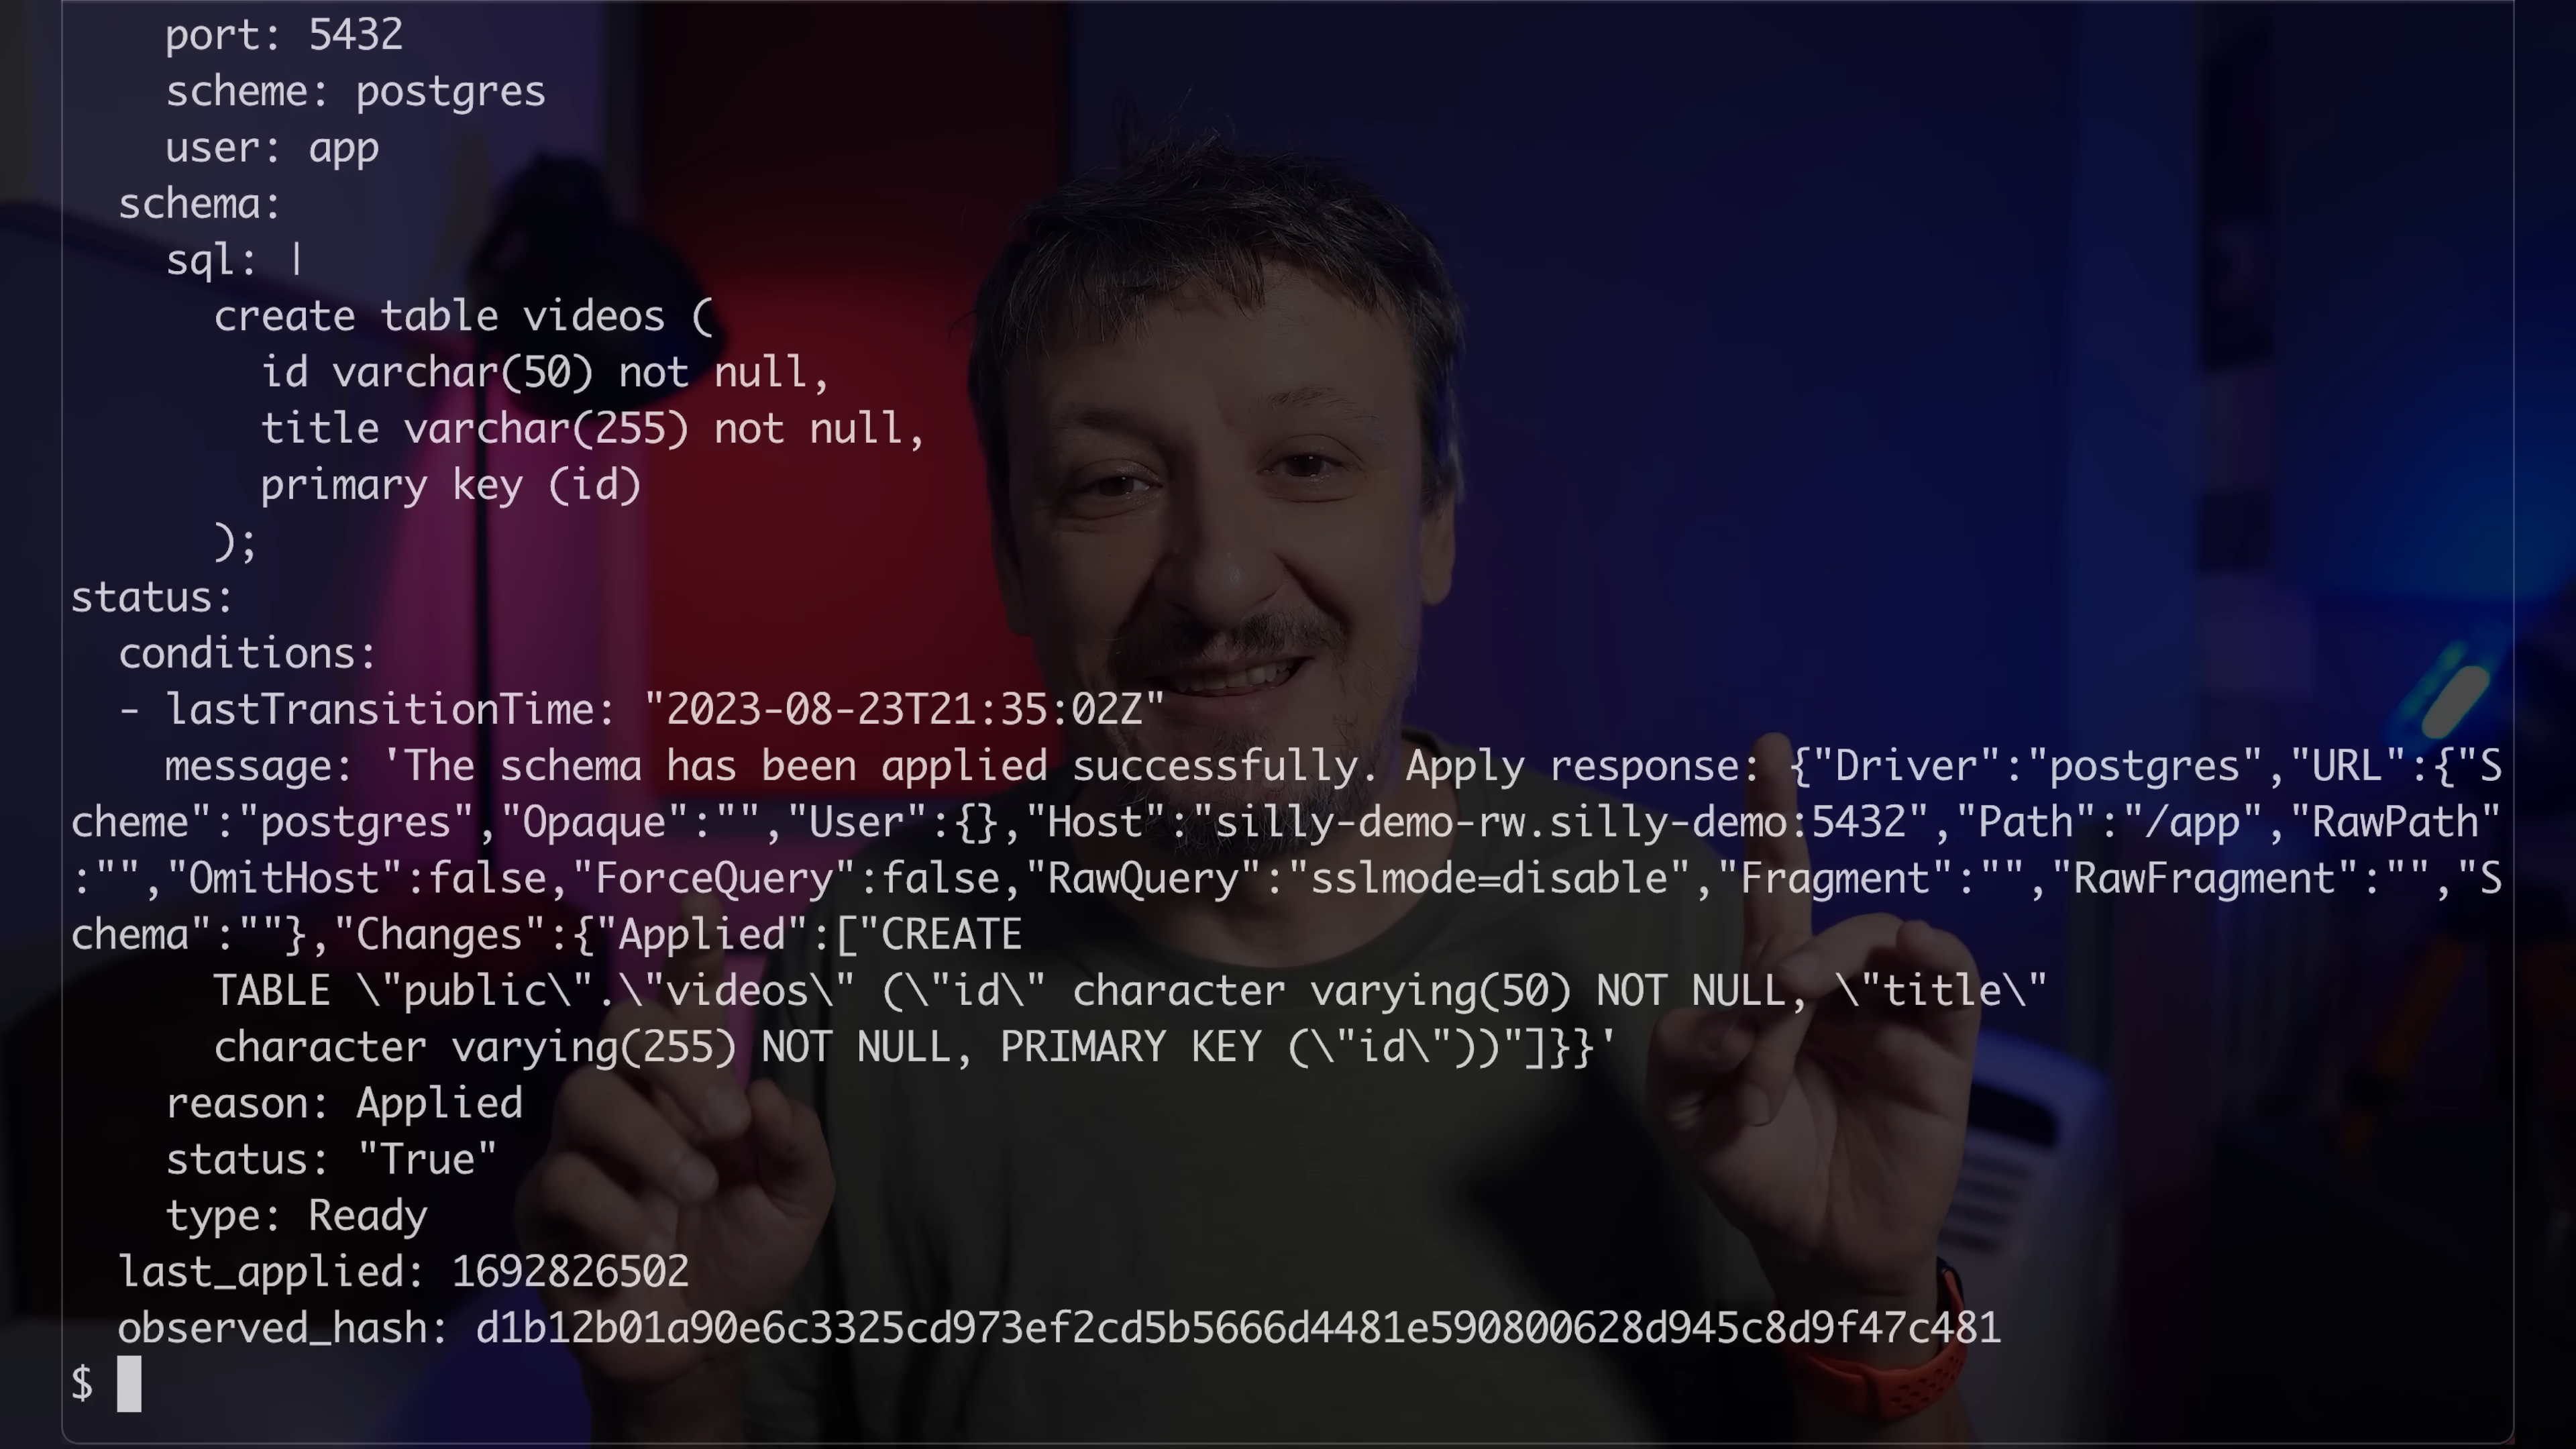 port: 5432
scheme: postgres
user: app
schema:
sql: |
create table videos (
id varchar(50) not null,
title varchar(255) not null,
primary key (id)
);
status:
conditions:
- lastTransitionTime: "2023-08-23T21:35:02Z"
message: 'The schema has been applied successfully. Apply response: {"Driver":"postgres","URL":{"S
cheme":"postgres","Opaque":"","User":{},"Host":"silly-demo-rw.silly-demo:5432","Path":"/app","RawPath"
:"","OmitHost":false,"ForceQuery":false,"RawQuery":"sslmode=disable","Fragment":"","RawFragment":"","S
chema":""},"Changes":{"Applied":["CREATE
TABLE \"public\".\"videos\" (\"id\" character varying(50) NOT NULL, \"title\"
character varying(255) NOT NULL, PRIMARY KEY (\"id\"))"]}}'
reason: Applied
status: "True"
type: Ready
last_applied: 1692826502
observed_hash: d1b12b01a90e6c3325cd973ef2cd5b5666d4481e590800628d945c8d9f47c481
$